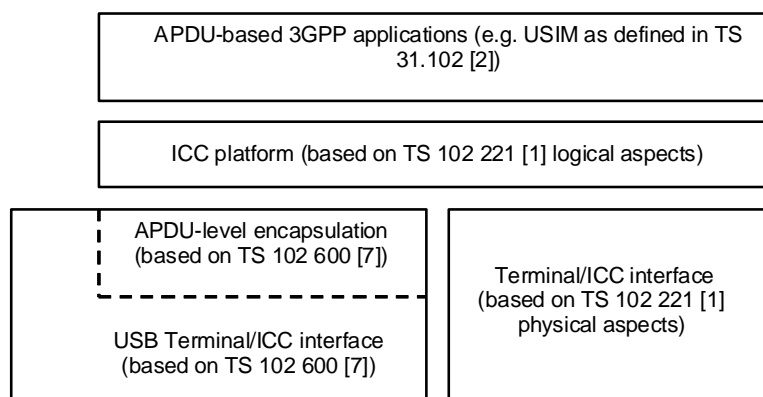 APDU-based 3GPP applications (e.g. USIM as defined in TS
31.102 [2])
ICC platform (based on TS 102 221 [1] logical aspects)
APDU-level encapsulation
(based on TS 102 600 [7])
USB Terminal/ICC interface
(based on TS 102 600 [7])
Terminal/ICC interface
(based on TS 102 221 [1]
physical aspects)